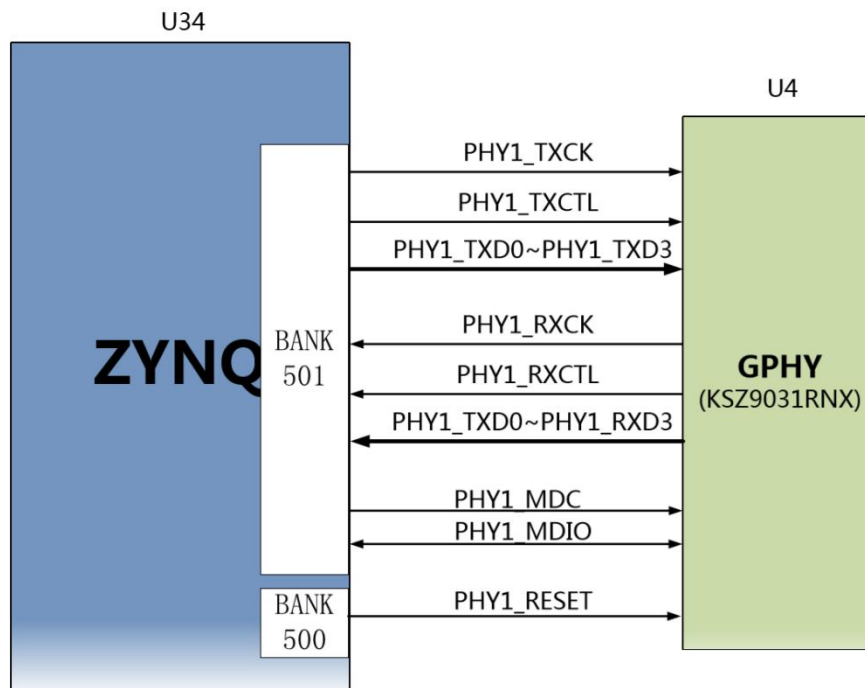 U34
U4
PHY1_TXCK
PHY1_TXCTL
PHY1_TXD0~PHY1_TXD3
PHY1_RXCK
PHY1_RXCTL
PHY1_TXD0~PHY1_RXD3
PHY1_MDC
PHY1_MDIO
PHY1_RESET
ZYNQ
BANK
501
BANK
500
GPHY
(KSZ9031RNX)